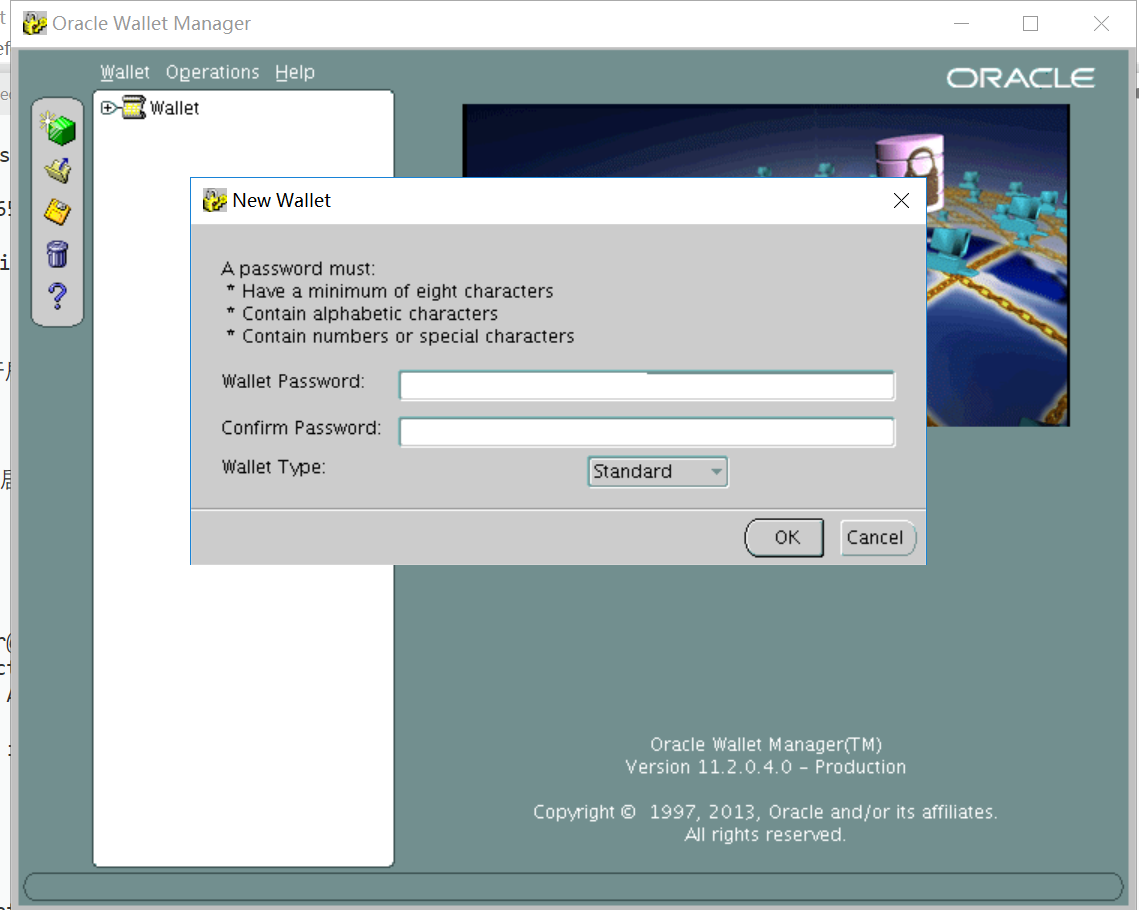 Oracle Wallet Manager
Wallet Operations Help
ORACLE
Wallet
New Wallet
A password must:
* Have a minimum of eight characters
* Contain alphabetic characters
* Contain numbers or special characters
Wallet Password:
Confirm Password:
Wallet Type:
Standard
OK Cancel
Oracle Wallet Manager(TM)
Version 11.2.0.4.0 – Production
Copyright © 1997, 2013, Oracle and/or its affiliates.
All rights reserved.